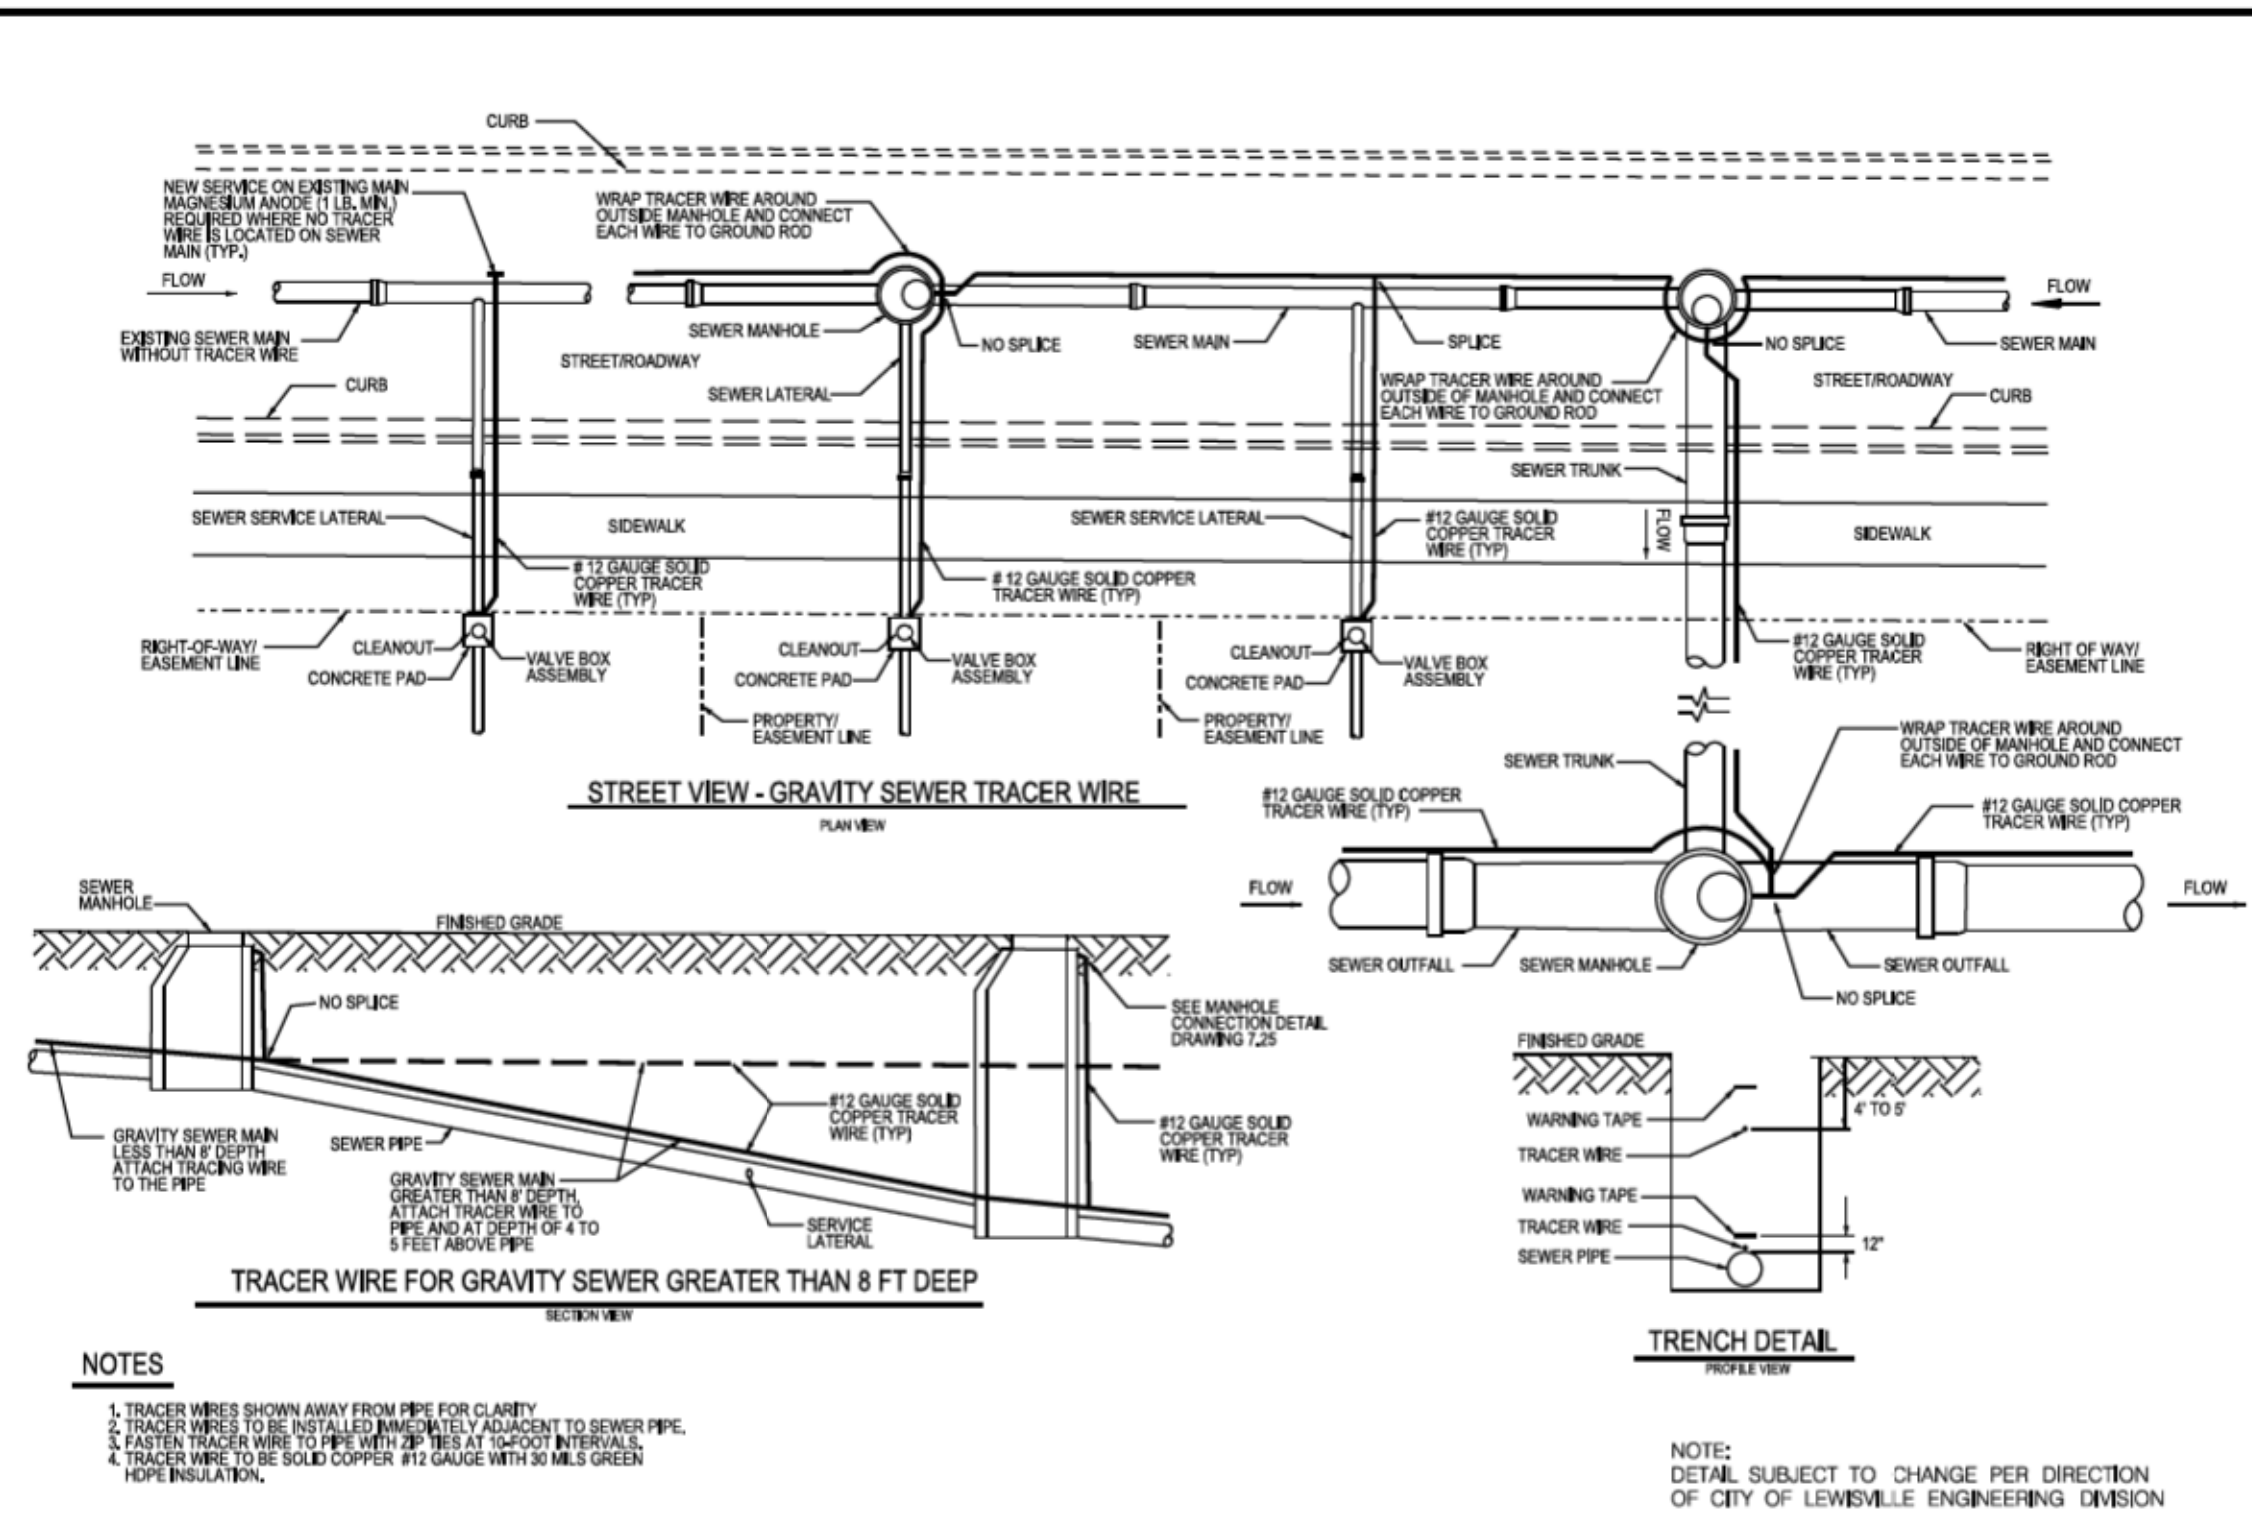 CURB
NEW SERVICE ON EXISTING MAIN
MAGNESIUM ANODE (1 LB. MIN.)
REQUIRED WHERE NO TRACER
WIRE IS LOCATED ON SEWER
MAIN (TYP.)
WRAP TRACER WIRE AROUND
OUTSIDE MANHOLE AND CONNECT
EACH WIRE TO GROUND ROD
FLOW
FLOW
EXISTING SEWER MAIN
WITHOUT TRACER WIRE
SEWER MANHOLE
NO SPLICE
SEWER MAIN
SPLICE
NO SPLICE
SEWER MAIN
STREET/ROADWAY
CURB
SEWER LATERAL
WRAP TRACER WIRE AROUND
OUTSIDE OF MANHOLE AND CONNECT
EACH WIRE TO GROUND ROD
STREET/ROADWAY
CURB
SEWER TRUNK
SEWER SERVICE LATERAL
SIDEWALK
SEWER SERVICE LATERAL
#12 GAUGE SOLID
COPPER TRACER
WIRE (TYP)
FLOW
SIDEWALK
# 12 GAUGE SOLID
COPPER TRACER
WIRE (TYP)
# 12 GAUGE SOLID COPPER
TRACER WIRE (TYP)
RIGHT-OF-WAY/
EASEMENT LINE
CLEANOUT
CONCRETE PAD
VALVE BOX
ASSEMBLY
CLEANOUT
CONCRETE PAD
VALVE BOX
ASSEMBLY
CLEANOUT
CONCRETE PAD
VALVE BOX
ASSEMBLY
#12 GAUGE SOLID
COPPER TRACER
WIRE (TYP)
RIGHT OF WAY/
EASEMENT LINE
PROPERTY/
EASEMENT LINE
PROPERTY/
EASEMENT LINE
STREET VIEW - GRAVITY SEWER TRACER WIRE
PLAN VIEW
SEWER TRUNK
WRAP TRACER WIRE AROUND
OUTSIDE OF MANHOLE AND CONNECT
EACH WIRE TO GROUND ROD
#12 GAUGE SOLID COPPER
TRACER WIRE (TYP)
#12 GAUGE SOLID COPPER
TRACER WIRE (TYP)
FLOW
FLOW
SEWER OUTFALL
SEWER MANHOLE
SEWER OUTFALL
NO SPLICE
SEWER
MANHOLE
FINISHED GRADE
NO SPLICE
SEE MANHOLE
CONNECTION DETAIL
DRAWING 7.25
#12 GAUGE SOLID
COPPER TRACER
WIRE (TYP)
#12 GAUGE SOLID
COPPER TRACER
WIRE (TYP)
GRAVITY SEWER MAIN
LESS THAN 8' DEPTH
ATTACH TRACING WIRE
TO THE PIPE
SEWER PIPE
GRAVITY SEWER MAIN
GREATER THAN 8' DEPTH,
ATTACH TRACER WIRE TO
PIPE AND AT DEPTH OF 4 TO
5 FEET ABOVE PIPE
SERVICE
LATERAL
TRACER WIRE FOR GRAVITY SEWER GREATER THAN 8 FT DEEP
SECTION VIEW
FINISHED GRADE
WARNING TAPE
4' TO 5'
TRACER WIRE
WARNING TAPE
TRACER WIRE
12"
SEWER PIPE
TRENCH DETAIL
PROFILE VIEW
NOTES
1. TRACER WIRES SHOWN AWAY FROM PIPE FOR CLARITY
2. TRACER WIRES TO BE INSTALLED IMMEDIATELY ADJACENT TO SEWER PIPE.
3. FASTEN TRACER WIRE TO PIPE WITH ZIP TIES AT 10-FOOT INTERVALS.
4. TRACER WIRE TO BE SOLID COPPER #12 GAUGE WITH 30 MILS GREEN
HDPE INSULATION.
NOTE:
DETAIL SUBJECT TO CHANGE PER DIRECTION
OF CITY OF LEWISVILLE ENGINEERING DIVISION